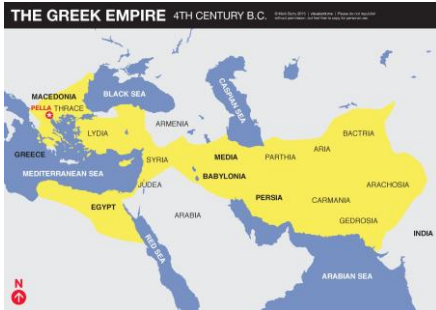 THE GREEK EMPIRE 4TH CENTURY B.C.
MACEDONIA
BLACK SEA
CASPIAN SEA
PELLA
THRACE
ARMENIA
BACTRIA
LYDIA
ARIA
GREECE
SYRIA
MEDIA
PARTHIA
MEDITERRANEAN SEA
BABYLONIA
JUDEA
ARACHOSIA
EGYPT
PERSIA
CARMANIA
ARABIA
GEDROSIA
INDIA
RED SEA
ARABIAN SEA
N